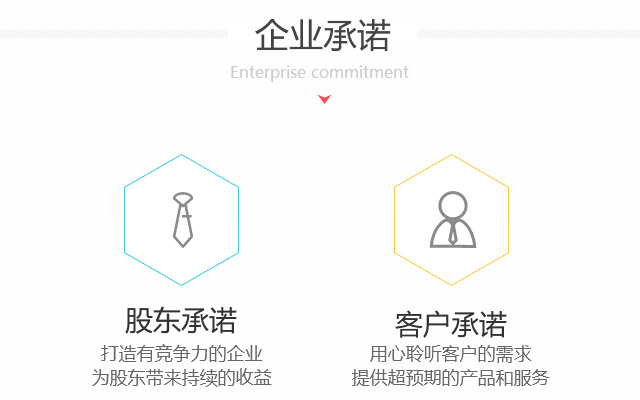 企业承诺
Enterprise commitment
股东承诺
打造有竞争力的企业
为股东带来持续的收益
客户承诺
用心聆听客户的需求
提供超预期的产品和服务